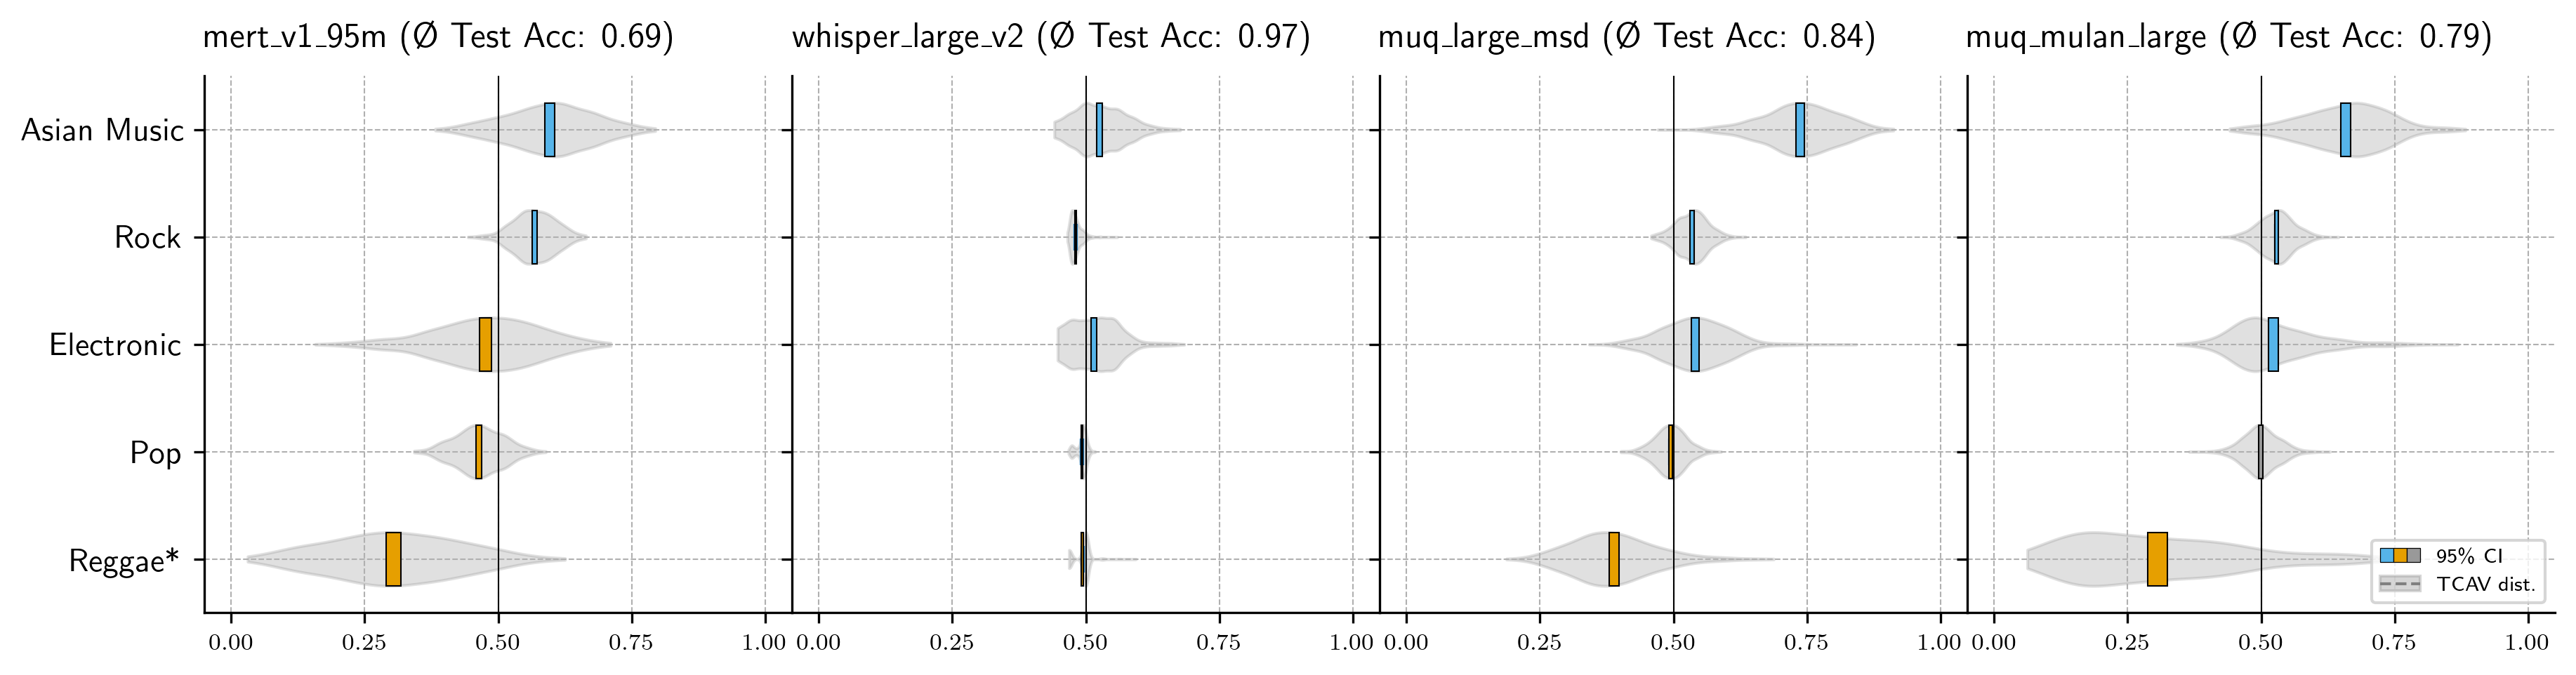 mert_v1_95m (Ø Test Acc: 0.69)
whisper_large_v2 (Ø Test Acc: 0.97)
muq_large_msd (Ø Test Acc: 0.84)
muq_mulan_large (Ø Test Acc: 0.79)
Asian Music
Rock
Electronic
Pop
Reggae*
95% CI
TCAV dist.
0.00 0.25 0.50 0.75 1.00
0.00 0.25 0.50 0.75 1.00
0.00 0.25 0.50 0.75 1.00
0.00 0.25 0.50 0.75 1.00